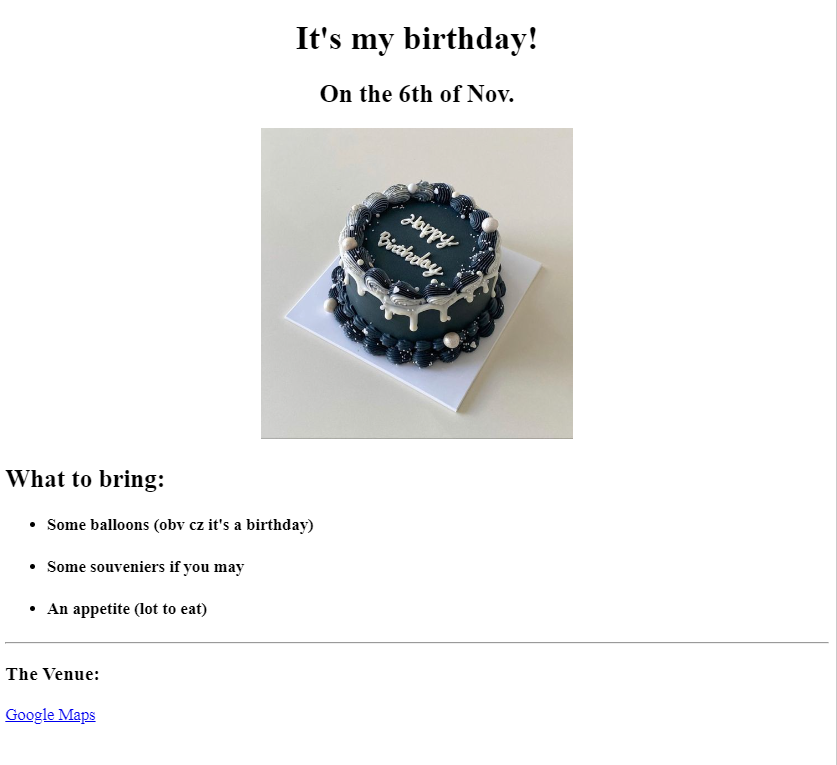 It's my birthday!
On the 6th of Nov.
Happy
Birthday
What to bring:
Some balloons (obv cz it's a birthday)
Some souveniers if you may
An appetite (lot to eat)
The Venue:
Google Maps